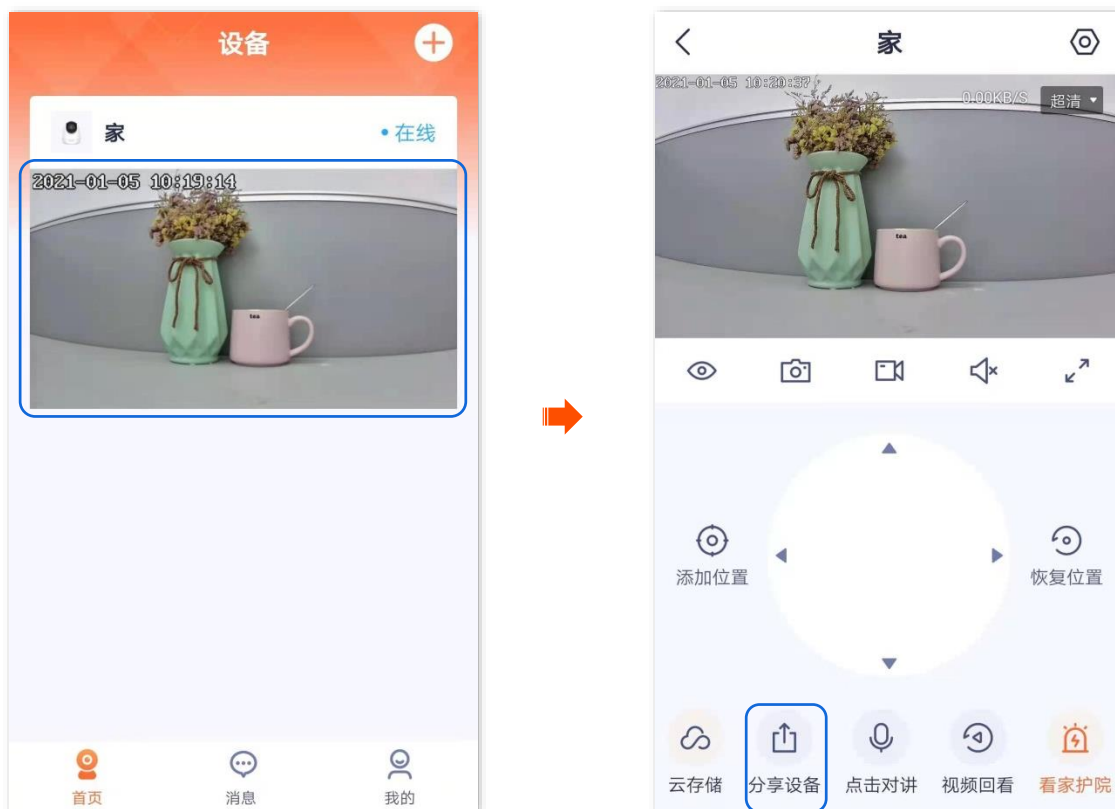 设备
家
在线
2021-01-05 10:19:14
tea
首页
消息
我的
家
2021-01-05 10:20:37
0.00KB/S
超清
tea
添加位置
恢复位置
云存储
分享设备
点击对讲
视频回看
看家护院